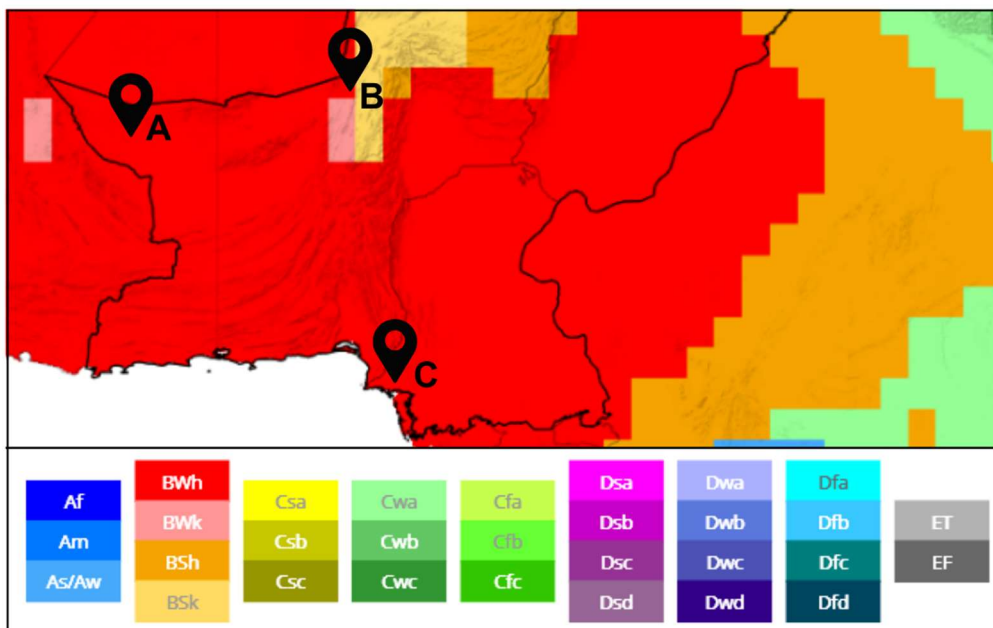 B
A
C
Af
Am
As/Aw
BWh
BWk
BSh
BSk
Csa
Csb
Csc
Cwa
Cwb
Cwc
Cfa
Cfb
Cfc
Dsa
Dsb
Dsc
Dsd
Dwa
Dwb
Dwc
Dwd
Dfa
Dfb
Dfc
Dfd
ET
EF